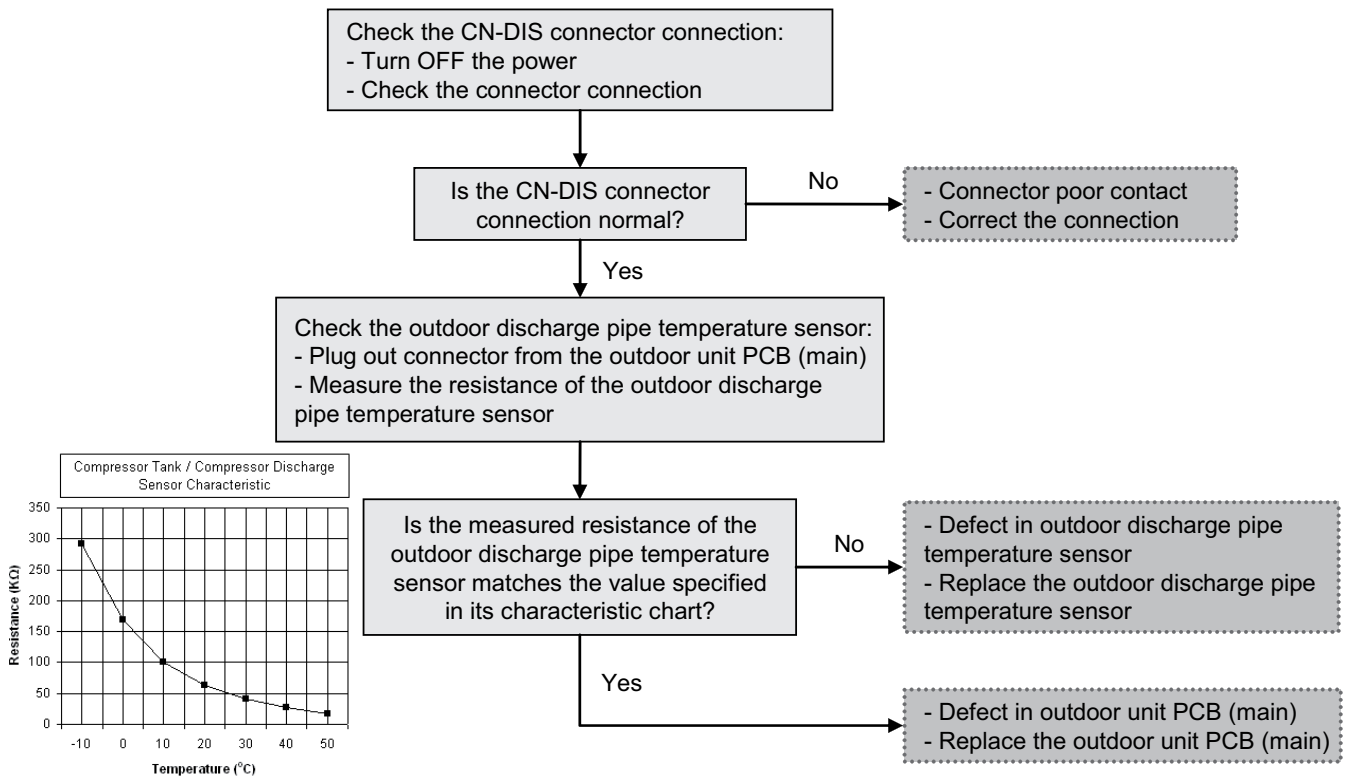 Check the CN-DIS connector connection:
- Turn OFF the power
- Check the connector connection
Is the CN-DIS connector
connection normal?
No
- Connector poor contact
- Correct the connection
Yes
Check the outdoor discharge pipe temperature sensor:
- Plug out connector from the outdoor unit PCB (main)
- Measure the resistance of the outdoor discharge
pipe temperature sensor
Compressor Tank / Compressor Discharge
Sensor Characteristic
350
300
250
200
150
100
50
0
Resistance (KΩ)
-10 0 10 20 30 40 50
Temperature (°C)
Is the measured resistance of the
outdoor discharge pipe temperature
sensor matches the value specified
in its characteristic chart?
No
- Defect in outdoor discharge pipe
temperature sensor
- Replace the outdoor discharge pipe
temperature sensor
Yes
- Defect in outdoor unit PCB (main)
- Replace the outdoor unit PCB (main)